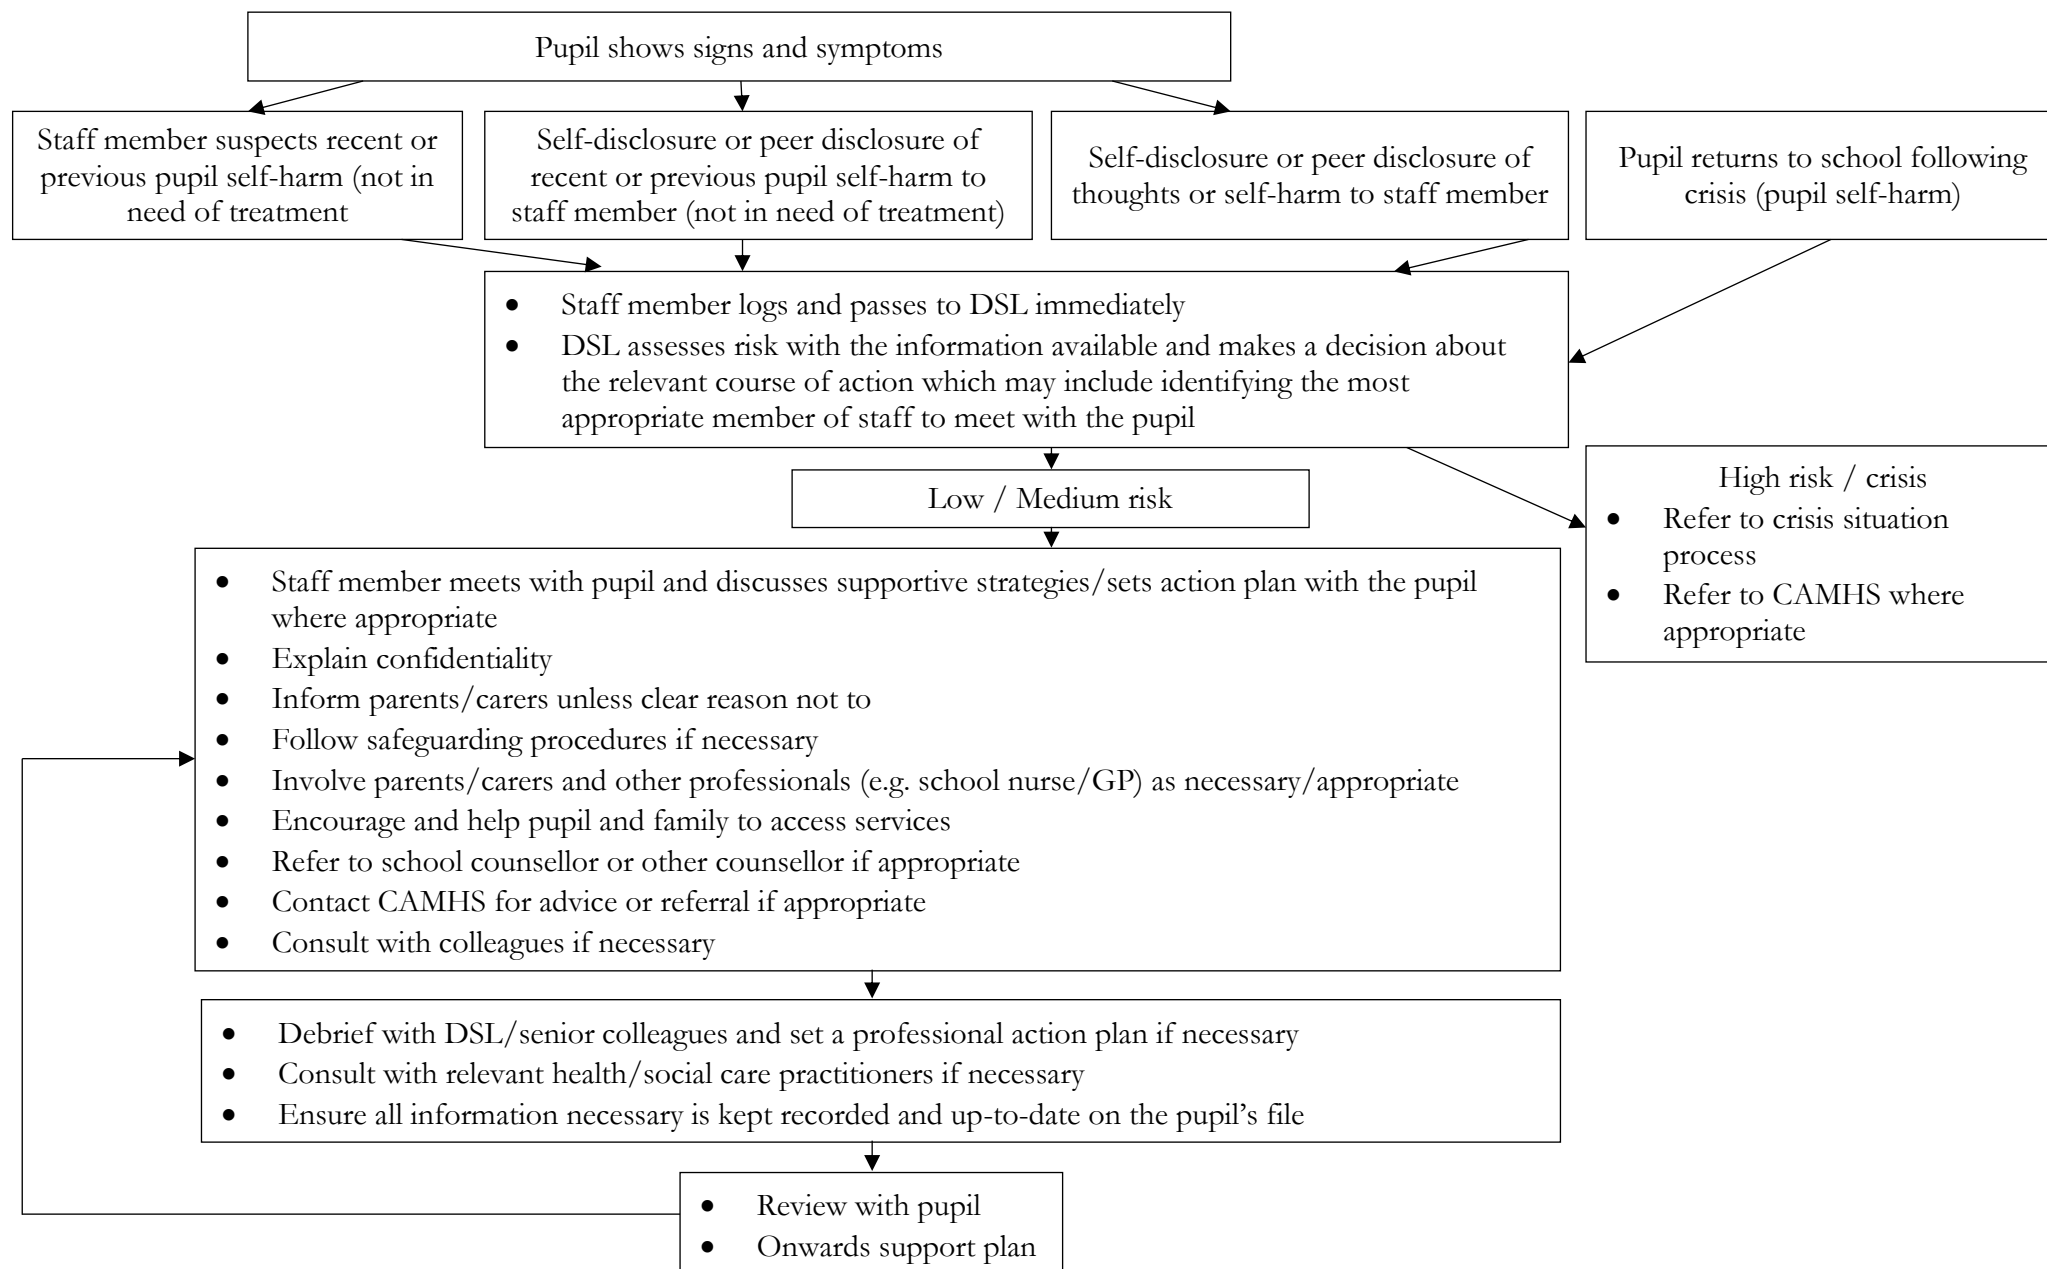 Pupil shows signs and symptoms
Staff member suspects recent or
previous pupil self-harm (not in
need of treatment
Self-disclosure or peer disclosure of
recent or previous pupil self-harm to
staff member (not in need of treatment)
Self-disclosure or peer disclosure of
thoughts or self-harm to staff member
Pupil returns to school following
crisis (pupil self-harm)
• Staff member logs and passes to DSL immediately
• DSL assesses risk with the information available and makes a decision about
the relevant course of action which may include identifying the most
appropriate member of staff to meet with the pupil
Low / Medium risk
High risk / crisis
• Refer to crisis situation
process
• Refer to CAMHS where
appropriate
• Staff member meets with pupil and discusses supportive strategies/sets action plan with the pupil
where appropriate
• Explain confidentiality
• Inform parents/carers unless clear reason not to
• Follow safeguarding procedures if necessary
• Involve parents/carers and other professionals (e.g. school nurse/GP) as necessary/appropriate
• Encourage and help pupil and family to access services
• Refer to school counsellor or other counsellor if appropriate
• Contact CAMHS for advice or referral if appropriate
• Consult with colleagues if necessary
• Debrief with DSL/senior colleagues and set a professional action plan if necessary
• Consult with relevant health/social care practitioners if necessary
• Ensure all information necessary is kept recorded and up-to-date on the pupil’s file
• Review with pupil
• Onwards support plan